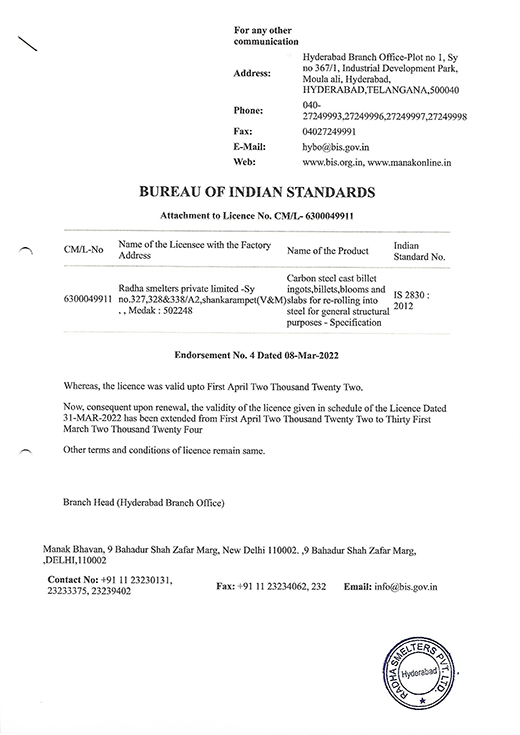 For any other
communication
Address:
Hyderabad Branch Office-Plot no 1, Sy
no 367/1, Industrial Development Park,
Moula ali, Hyderabad,
HYDERABAD,TELANGANA,500040
Phone:
040-
27249993,27249996,27249997,27249998
Fax:
04027249991
E-Mail:
hybo@bis.gov.in
Web:
www.bis.org.in, www.manakonline.in
BUREAU OF INDIAN STANDARDS
Attachment to Licence No. CM/L- 6300049911
CM/L-No
Name of the Licensee with the Factory
Address
Name of the Product
Indian
Standard No.
6300049911
Radha smelters private limited -Sy
no.327,328&338/A2,shankarampet(V&M)
, , Medak : 502248
Carbon steel cast billet
ingots,billets,blooms and
slabs for re-rolling into
steel for general structural
purposes - Specification
IS 2830 :
2012
Endorsement No. 4 Dated 08-Mar-2022
Whereas, the licence was valid upto First April Two Thousand Twenty Two.
Now, consequent upon renewal, the validity of the licence given in schedule of the Licence Dated
31-MAR-2022 has been extended from First April Two Thousand Twenty Two to Thirty First
March Two Thousand Twenty Four
Other terms and conditions of licence remain same.
Branch Head (Hyderabad Branch Office)
Manak Bhavan, 9 Bahadur Shah Zafar Marg, New Delhi 110002. ,9 Bahadur Shah Zafar Marg,
,DELHI,110002
Contact No: +91 11 23230131,
23233375, 23239402
Fax: +91 11 23234062, 232
Email: info@bis.gov.in
RADHA SMELTERS PVT. LTD.
Hyderabad